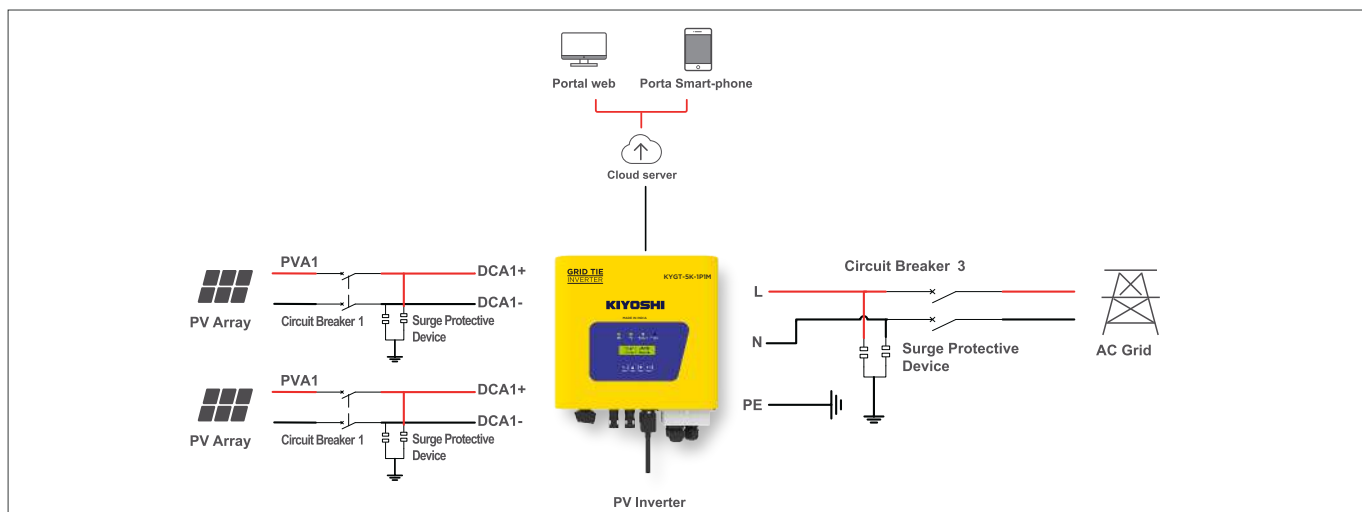 Portal web
Porta Smart-phone
Cloud server
PVA1
DCA1+
DCA1-
PV Array
Circuit Breaker 1
Surge Protective
Device
PVA1
DCA1+
DCA1-
PV Array
Circuit Breaker 1
Surge Protective
Device
GRID TIE
INVERTER
KYGT-5K-1P1M
KIYOSHI
PV Inverter
Circuit Breaker 3
L
N
PE
Surge Protective
Device
AC Grid